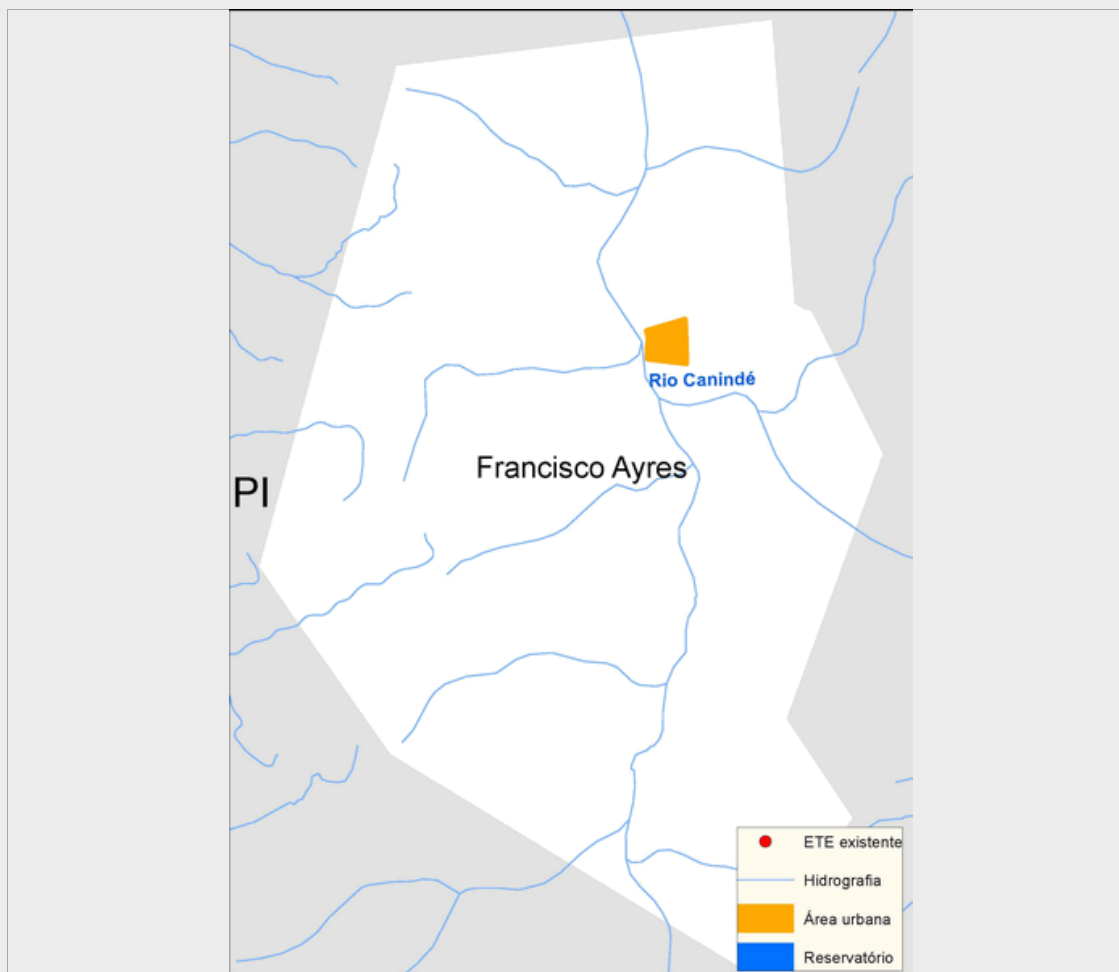 Rio Canindé
Francisco Ayres
PI
ETE existente
Hidrografia
Área urbana
Reservatório